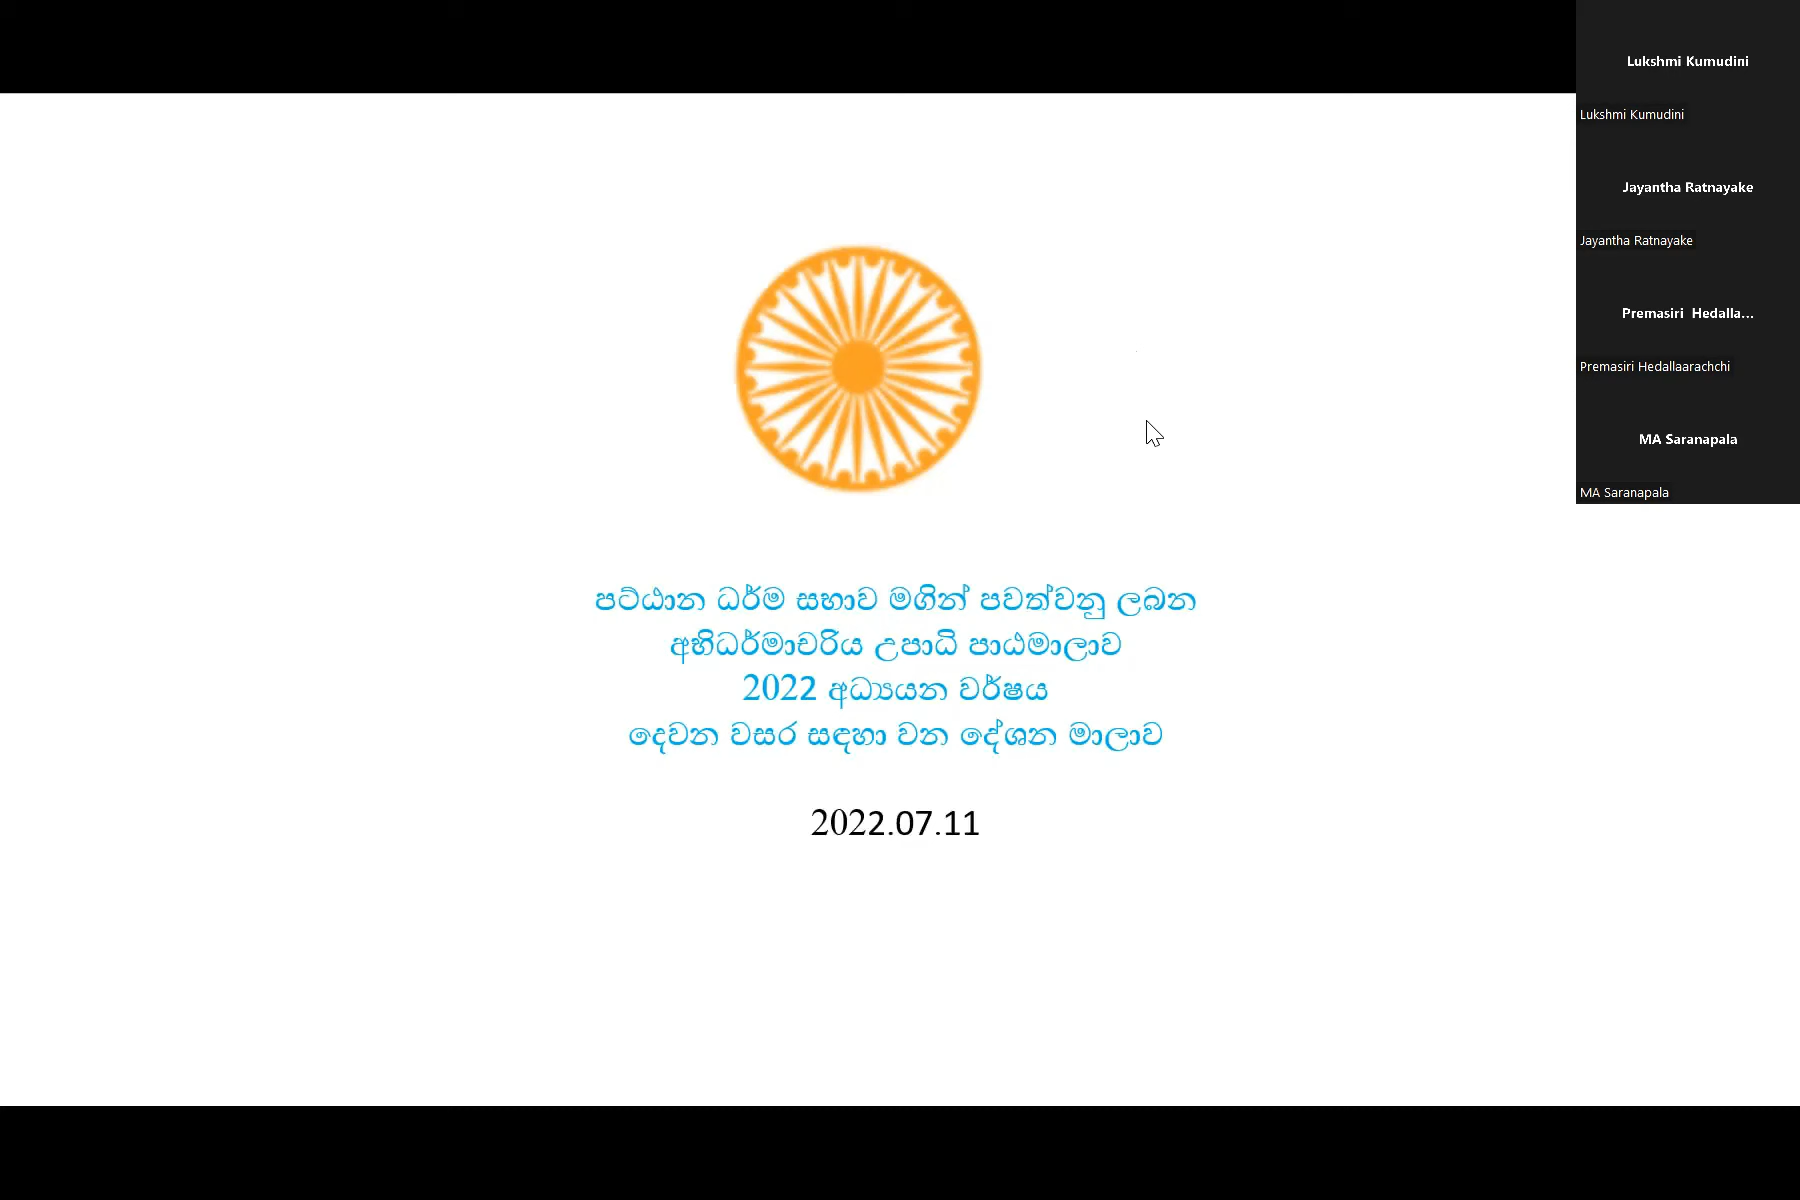 පට්ඨාන ධර්ම සභාව මගින් පවත්වනු ලබන
අභිධර්මාචරිය උපාධි පාඨමාලාව
2022 අධ්‍යයන වර්ෂය
දෙවන වසර සඳහා වන දේශන මාලාව
2022.07.11
Lukshmi Kumudini
Lukshmi Kumudini
Jayantha Ratnayake
Jayantha Ratnayake
Premasiri Hedalla...
Premasiri Hedallaarachchi
MA Saranapala
MA Saranapala